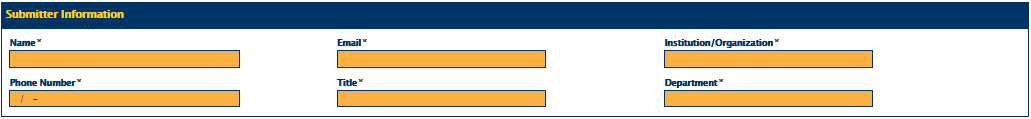 Submitter Information
Name* Email* Institution/Organization*
Phone Number* Title* Department*
/ –